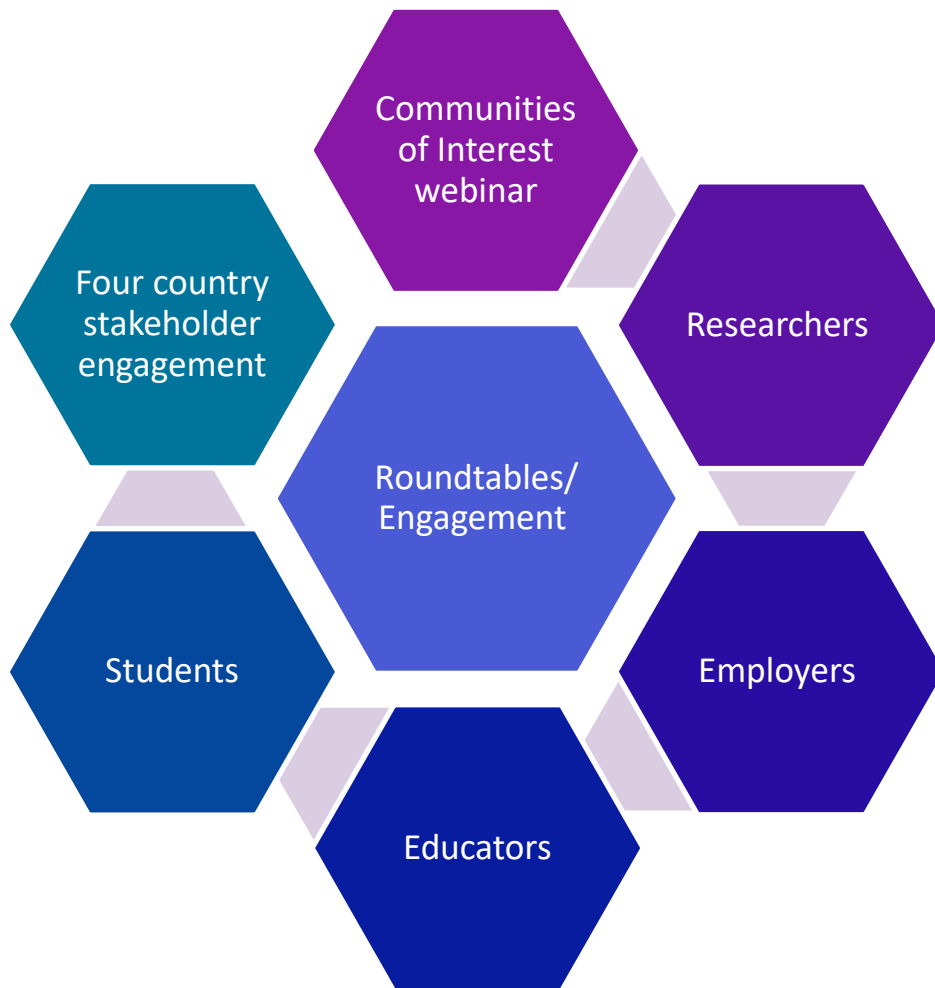 Communities
of Interest
webinar
Four country
stakeholder
engagement
Researchers
Roundtables/
Engagement
Students
Employers
Educators